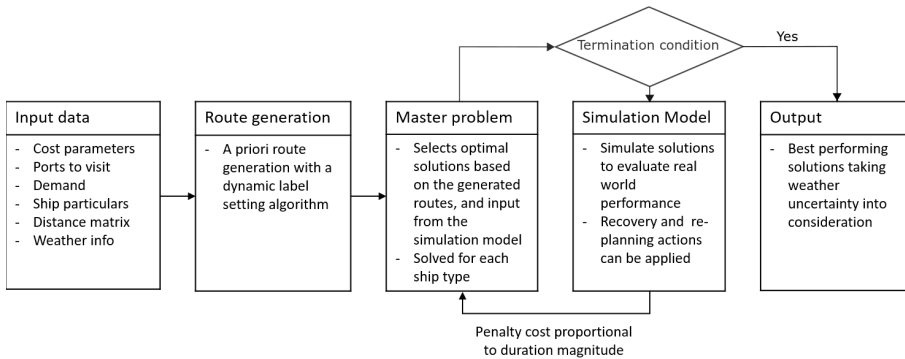 Termination condition
Yes
Input data
- Cost parameters
- Ports to visit
- Demand
- Ship particulars
- Distance matrix
- Weather info
Route generation
- A priori route
generation with a
dynamic label
setting algorithm
Master problem
- Selects optimal
solutions based
on the generated
routes, and input
from the
simulation model
- Solved for each
ship type
Simulation Model
- Simulate solutions
to evaluate real
world
performance
- Recovery and re-
planning actions
can be applied
Output
- Best performing
solutions taking
weather
uncertainty into
consideration
Penalty cost proportional
to duration magnitude